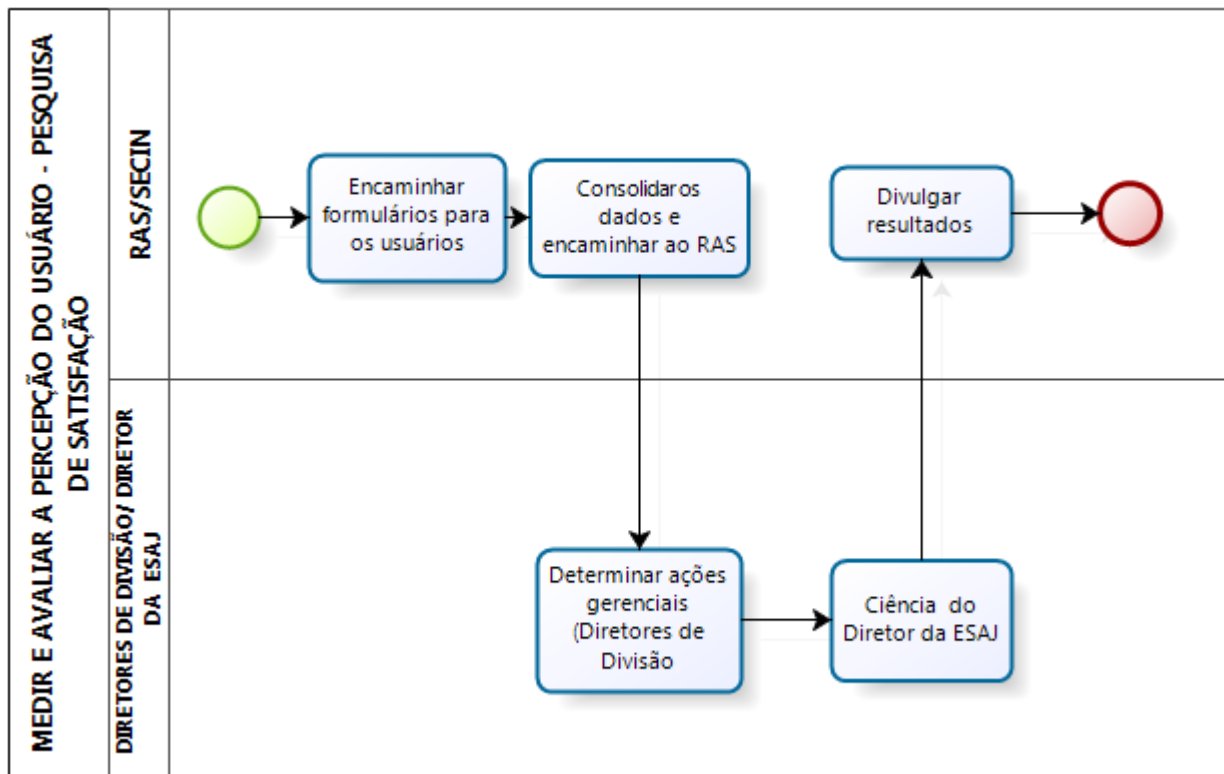 MEDIR E AVALIAR A PERCEPÇÃO DO USUÁRIO - PESQUISA
DE SATISFAÇÃO
RAS/SECIN
Encaminhar
formulários para
os usuários
Consolidaros
dados e
encaminhar ao RAS
Divulgar
resultados
DIRETORES DE DIVISÃO/ DIRETOR
DA ESAJ
Determinar ações
gerenciais
(Diretores de
Divisão
Ciência do
Diretor da ESAJ